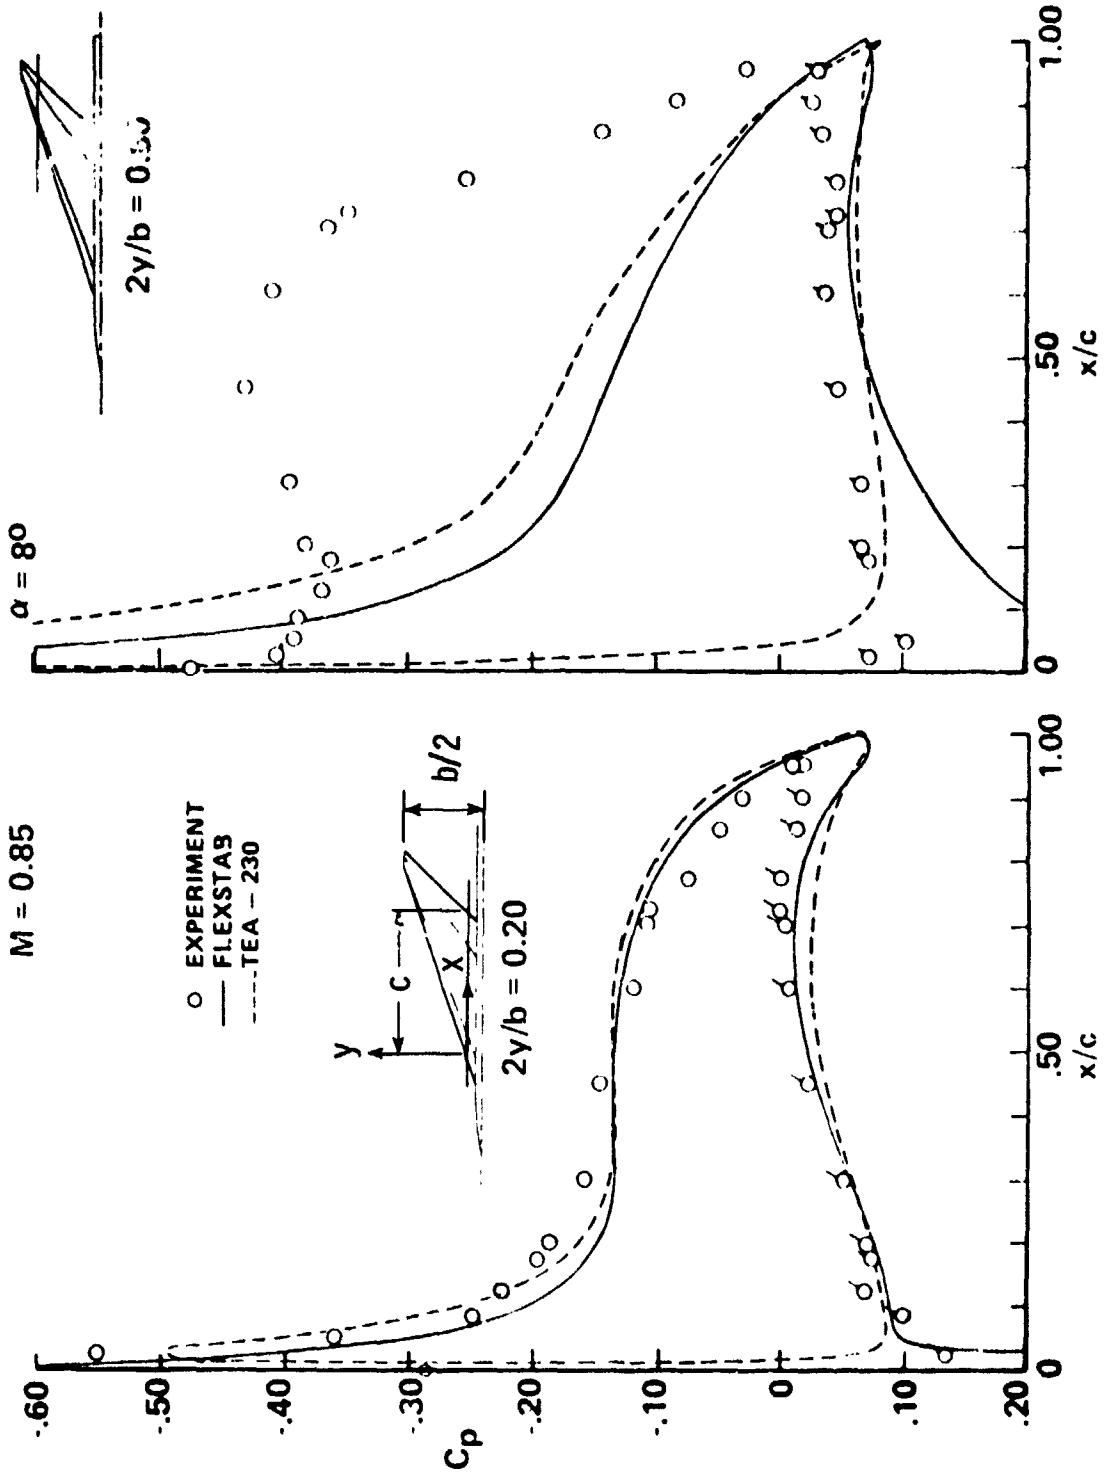 M = 0.85
α = 8°
○ EXPERIMENT
— FLEXSTAB
---- TEA – 230
y
C
X
b/2
2y/b = 0.20
Cp
-.60
-.50
-.40
-.30
-.20
-.10
0
.10
.20
0
.50
1.00
x/c
2y/b =
0
.50
1.00
x/c